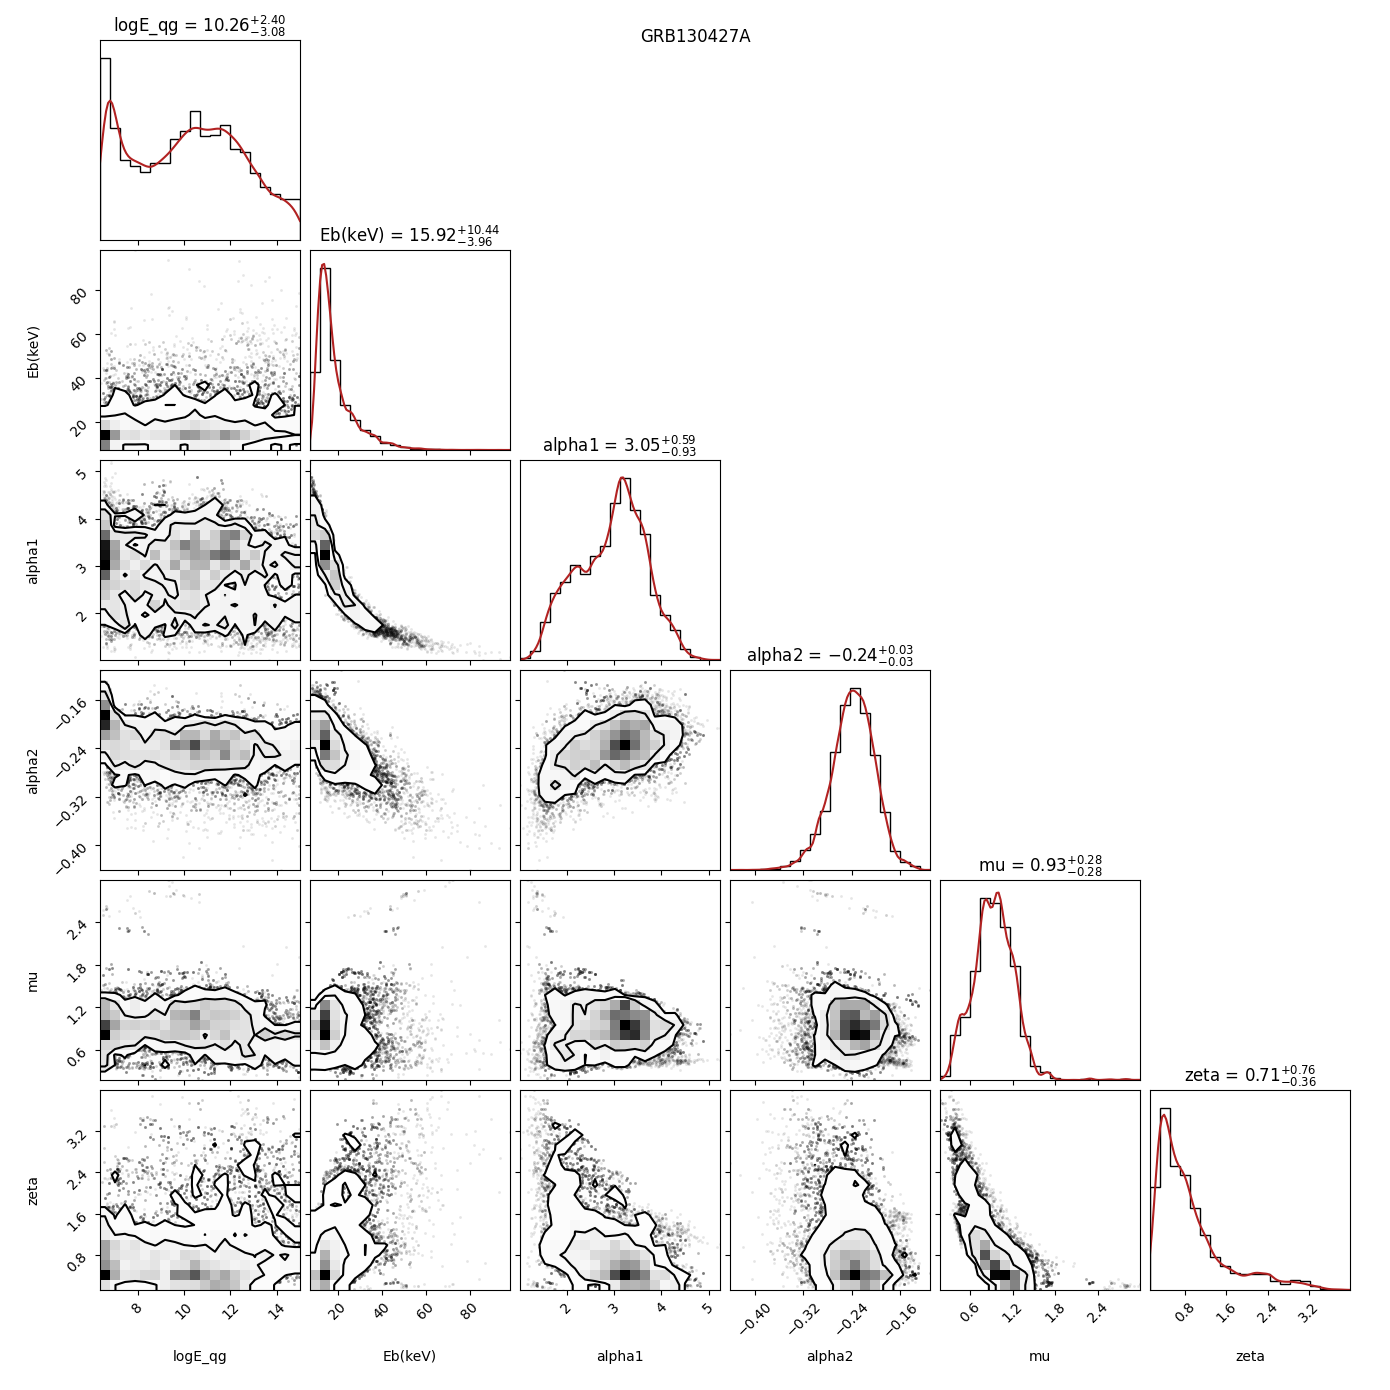 GRB130427A
logE_qg = 10.26 +2.40 −3.08
Eb(keV) = 15.92 +10.44 −3.96
Eb(keV)
80
60
40
20
alpha1 = 3.05 +0.59 −0.93
alpha1
5
4
3
2
alpha2 = −0.24 +0.03 −0.03
alpha2
−0.16
−0.24
−0.32
−0.40
mu = 0.93 +0.28 −0.28
mu
2.4
1.8
1.2
0.6
zeta = 0.71 +0.76 −0.36
zeta
3.2
2.4
1.6
0.8
8 10 12 14
20 40 60 80
2 3 4 5
−0.40 −0.32 −0.24 −0.16
0.6 1.2 1.8 2.4
0.8 1.6 2.4 3.2
logE_qg Eb(keV) alpha1 alpha2 mu zeta